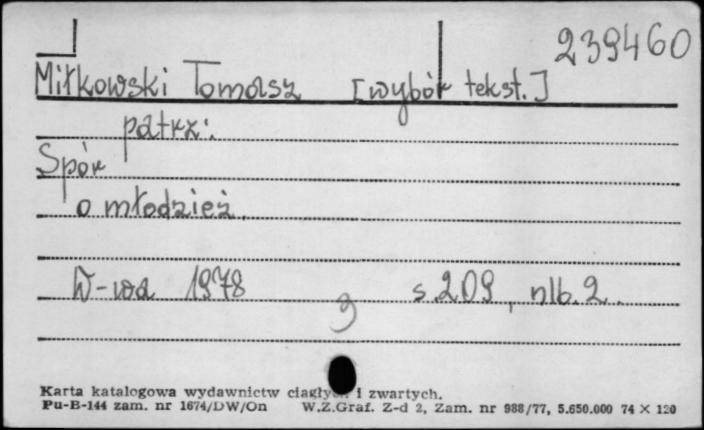 239460
Miłkowski Tomasz [wybór tekst.]
patrz:
Spór
o młodzież.
W-wa 1978 s. 209, nlb. 2.
9
Karta katalogowa wydawnictw ciągłych i zwartych.
Pu-B-144 zam. nr 1674/DW/On W.Z.Graf. Z-d 2, Zam. nr 988/77, 5.650.000 74 × 120